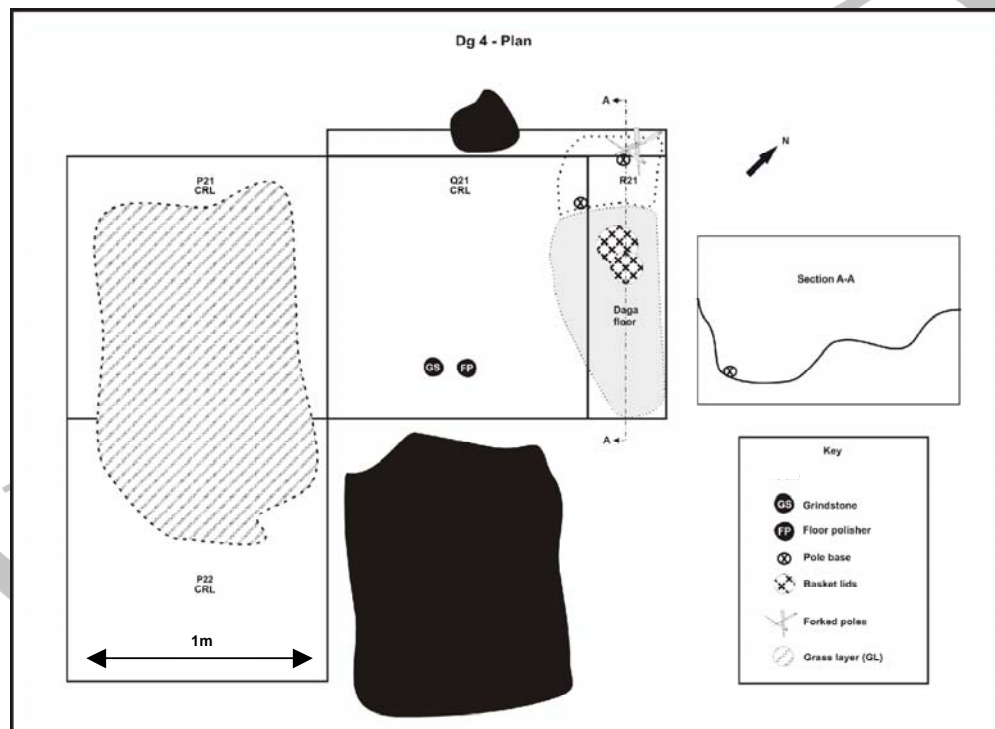 Dg 4 - Plan
A
N
P21
CRL
Q21
CRL
R21
Section A-A
Daga
floor
GS
FP
A
Key
GS Grindstone
FP Floor polisher
Pole base
Basket lids
Forked poles
Grass layer (GL)
P22
CRL
1m